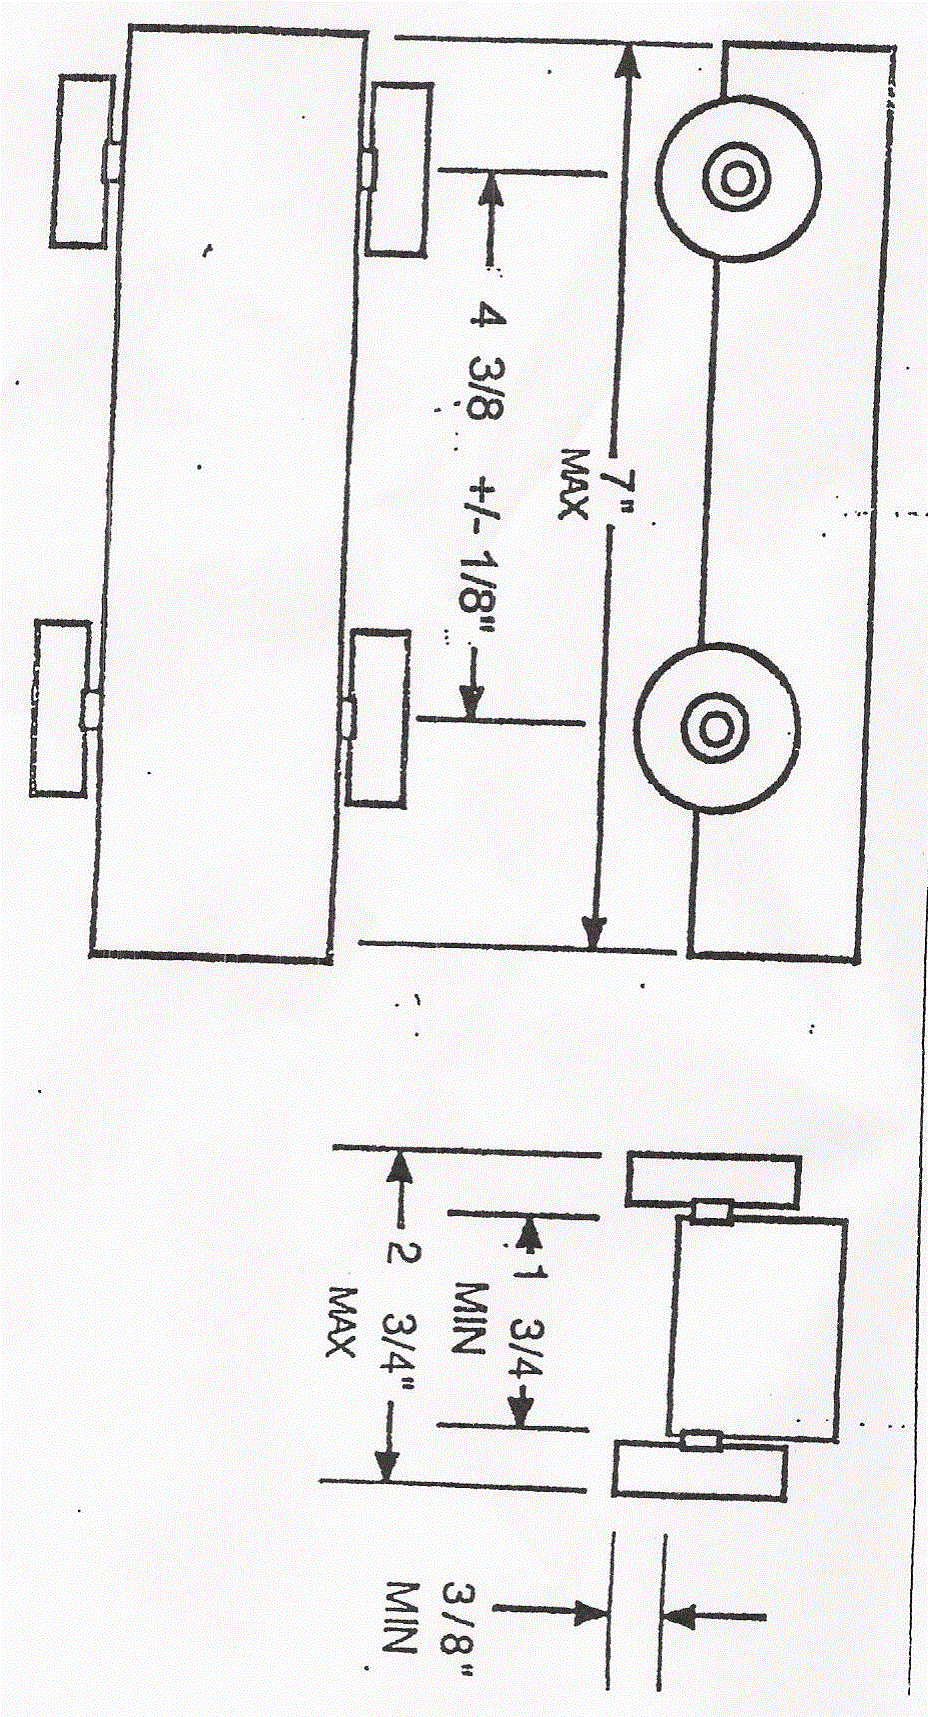 7"
MAX
4 3/8 +/- 1/8"
1 3/4
MIN
2 3/4"
MAX
3/8"
MIN